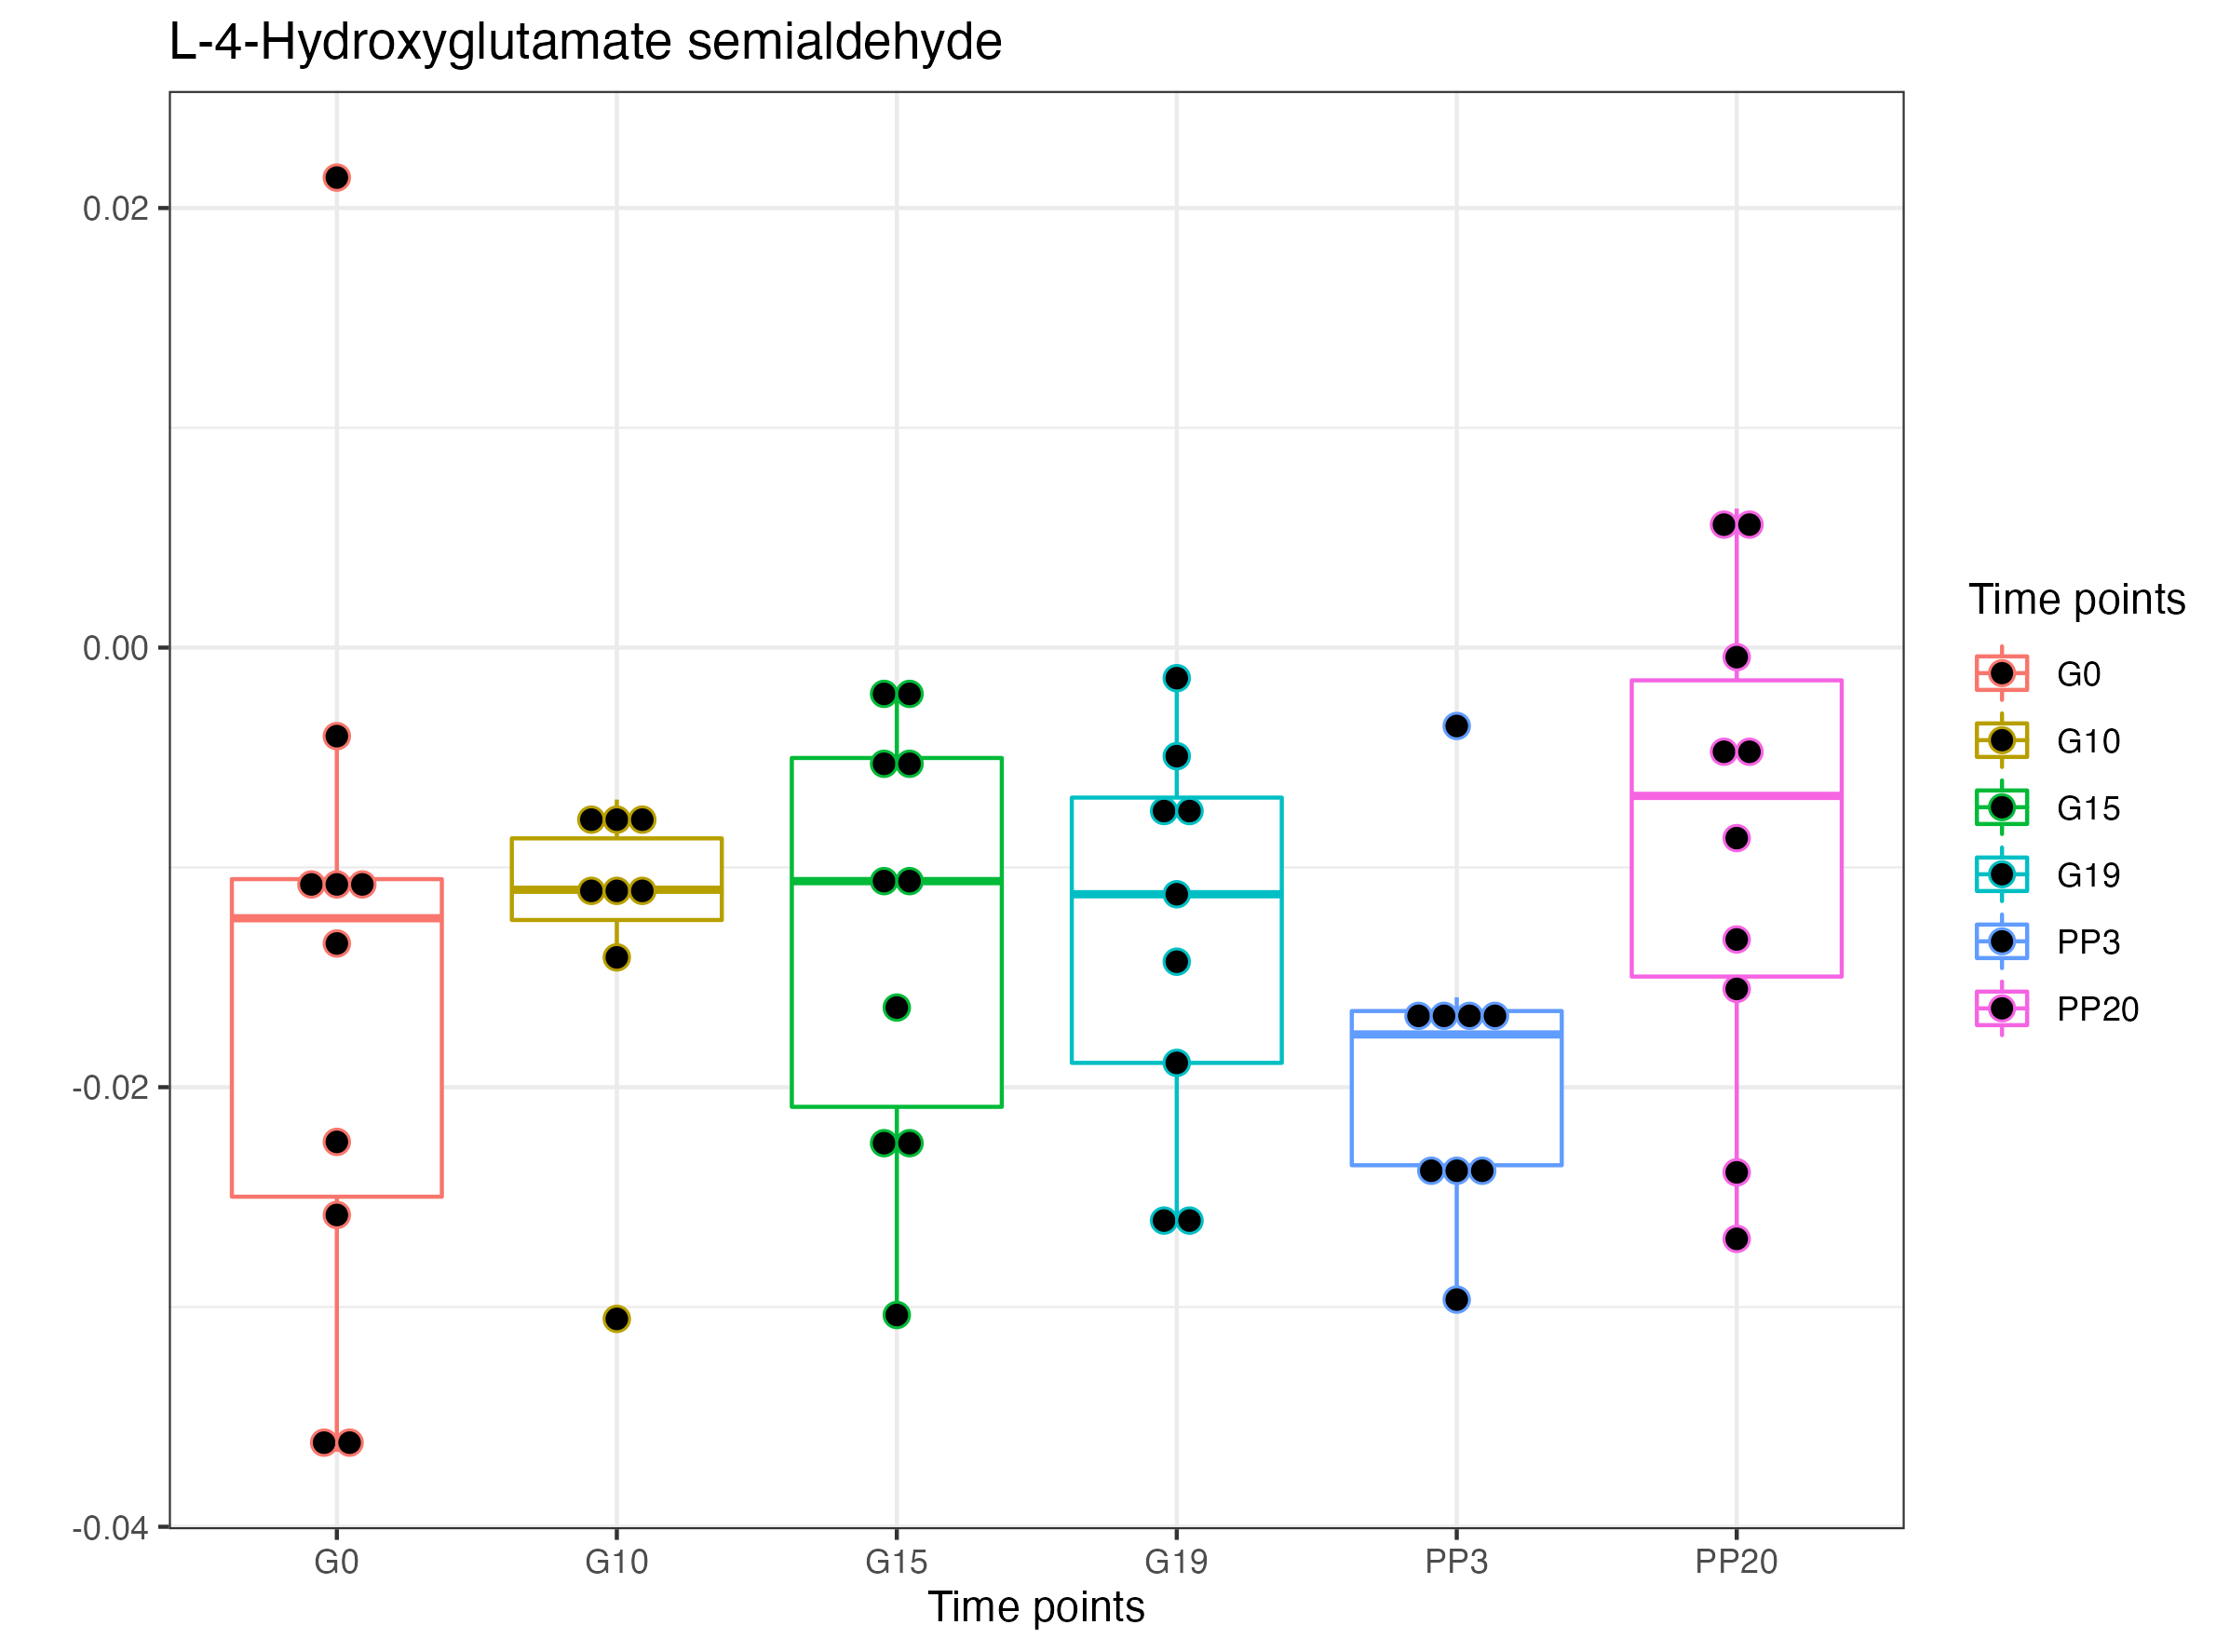 L-4-Hydroxyglutamate semialdehyde
0.02
0.00
-0.02
-0.04
G0 G10 G15 G19 PP3 PP20
Time points
Time points
G0
G10
G15
G19
PP3
PP20